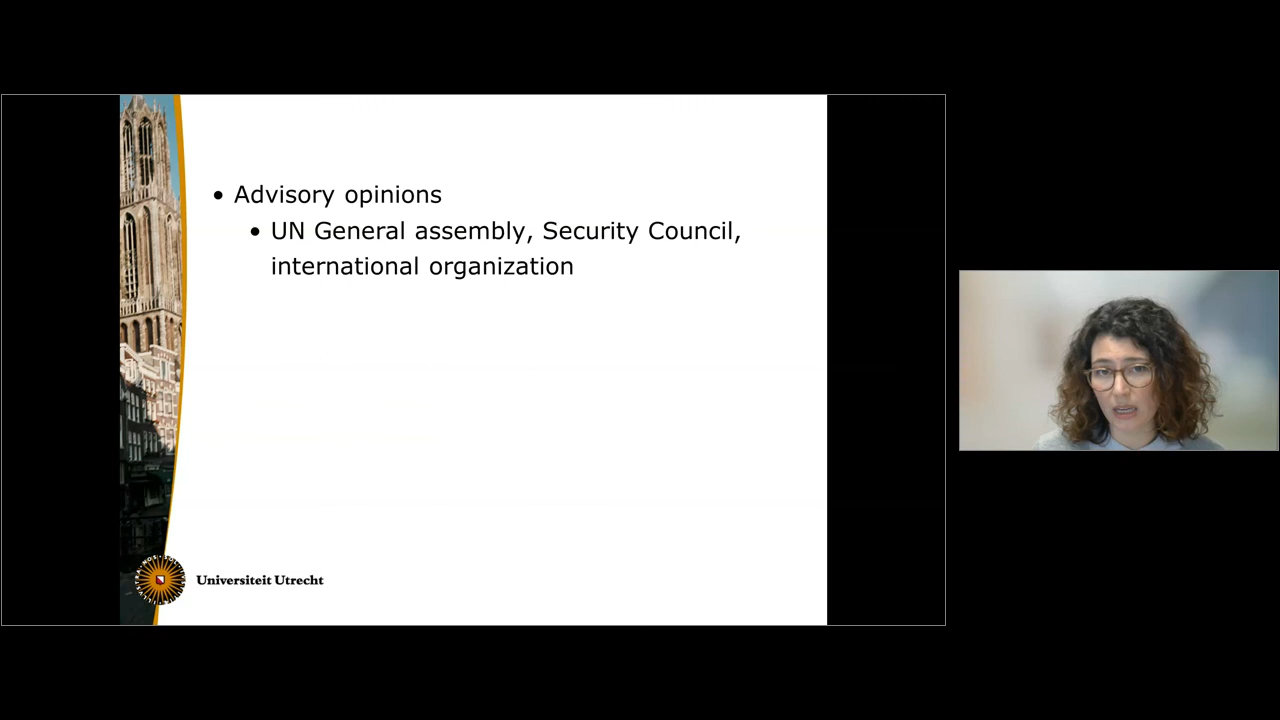 • Advisory opinions
• UN General assembly, Security Council,
international organization
Universiteit Utrecht